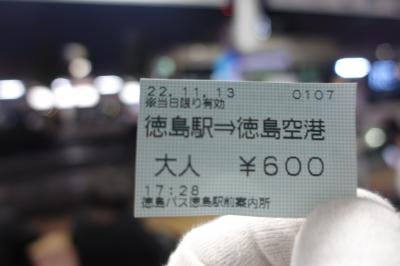 22.11.13 0107
※当日限り有効
徳島駅⇒徳島空港
大人 ¥600
17:28
徳島バス徳島駅前案内所